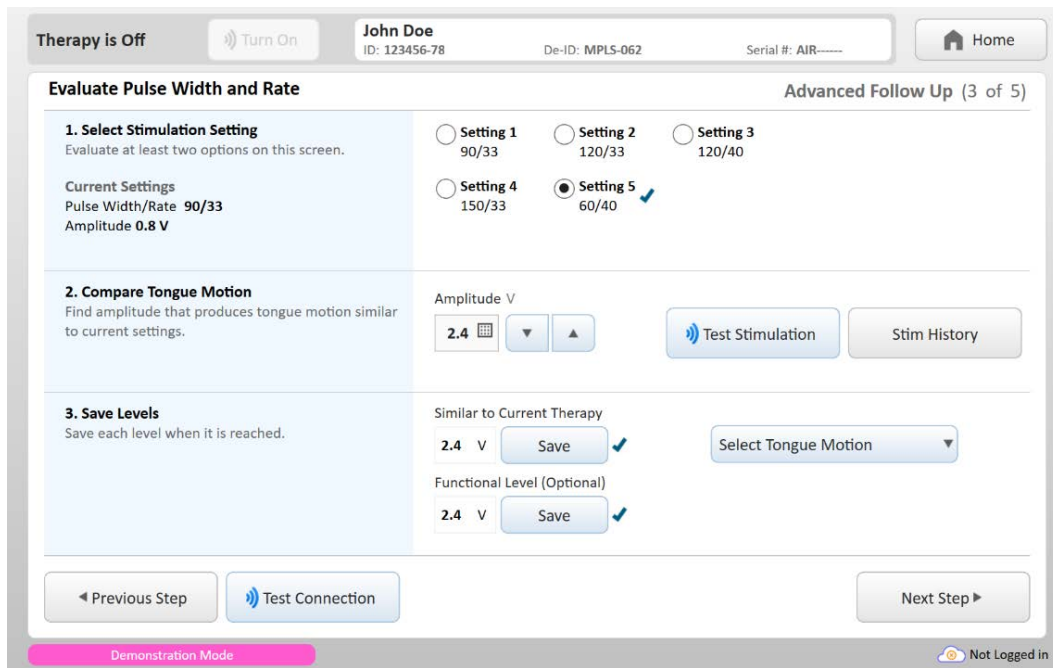 Therapy is Off
Turn On
John Doe
ID: 123456-78 De-ID: MPLS-062 Serial #: AIR------
Home
Evaluate Pulse Width and Rate
Advanced Follow Up (3 of 5)
1. Select Stimulation Setting
Evaluate at least two options on this screen.
Current Settings
Pulse Width/Rate 90/33
Amplitude 0.8 V
Setting 1 Setting 2 Setting 3
90/33 120/33 120/40
Setting 4 Setting 5
150/33 60/40
2. Compare Tongue Motion
Find amplitude that produces tongue motion similar
to current settings.
Amplitude V
2.4
Test Stimulation
Stim History
3. Save Levels
Save each level when it is reached.
Similar to Current Therapy
2.4 V Save
Select Tongue Motion
Functional Level (Optional)
2.4 V Save
Previous Step
Test Connection
Next Step
Demonstration Mode
Not Logged in